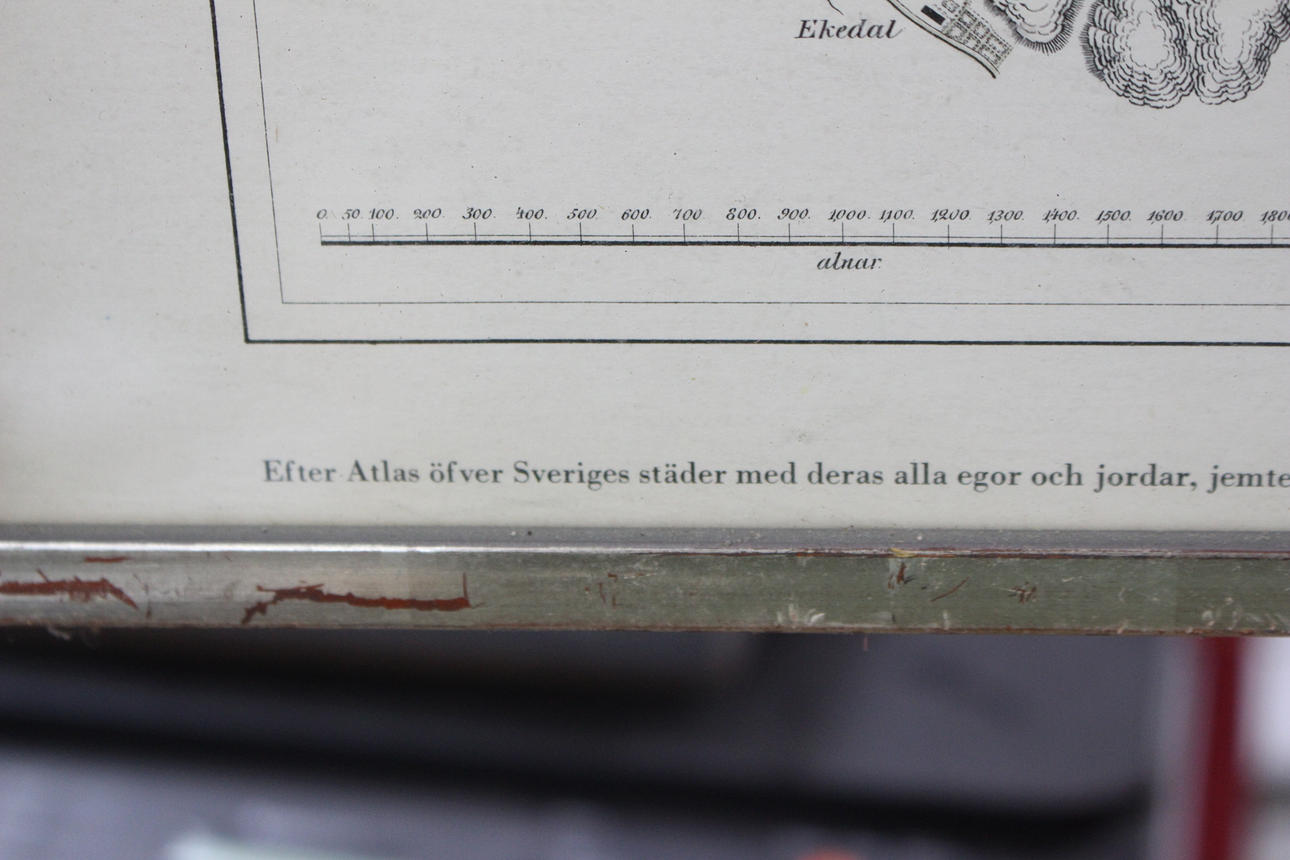 Ekedal
0. 50. 100. 200. 300. 400. 500. 600. 700. 800. 900. 1000. 1100. 1200. 1300. 1400. 1500. 1600. 1700. 1800
alnar.
Efter Atlas öfver Sveriges städer med deras alla egor och jordar, jemte